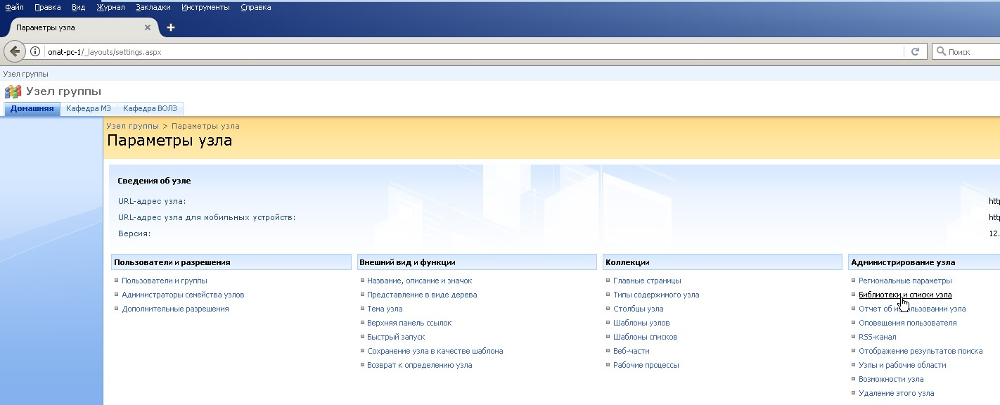 Файл Правка Вид Журнал Закладки Инструменты Справка
Параметры узла
onat-pc-1/_layouts/settings.aspx
Поиск
Узел группы
Узел группы
Домашняя Кафедра МЗ Кафедра ВОЛЗ
Узел группы > Параметры узла
Параметры узла
Сведения об узле
URL-адрес узла: http
URL-адрес узла для мобильных устройств: http
Версия: 12.
Пользователи и разрешения
Пользователи и группы
Администраторы семейства узлов
Дополнительные разрешения
Внешний вид и функции
Название, описание и значок
Представление в виде дерева
Тема узла
Верхняя панель ссылок
Быстрый запуск
Сохранение узла в качестве шаблона
Возврат к определению узла
Коллекции
Главные страницы
Типы содержимого узла
Столбцы узла
Шаблоны узлов
Шаблоны списков
Веб-части
Рабочие процессы
Администрирование узла
Региональные параметры
Библиотеки и списки узла
Отчет об использовании узла
Оповещения пользователя
RSS-канал
Отображение результатов поиска
Узлы и рабочие области
Возможности узла
Удаление этого узла